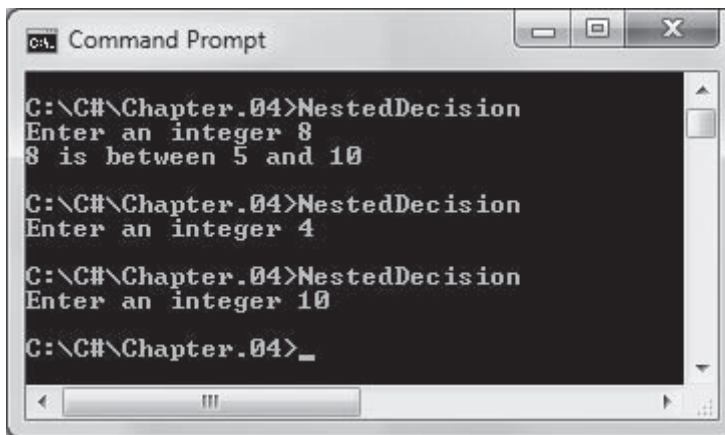 Command Prompt
C:\C#\Chapter.04>NestedDecision
Enter an integer 8
8 is between 5 and 10
C:\C#\Chapter.04>NestedDecision
Enter an integer 4
C:\C#\Chapter.04>NestedDecision
Enter an integer 10
C:\C#\Chapter.04>_